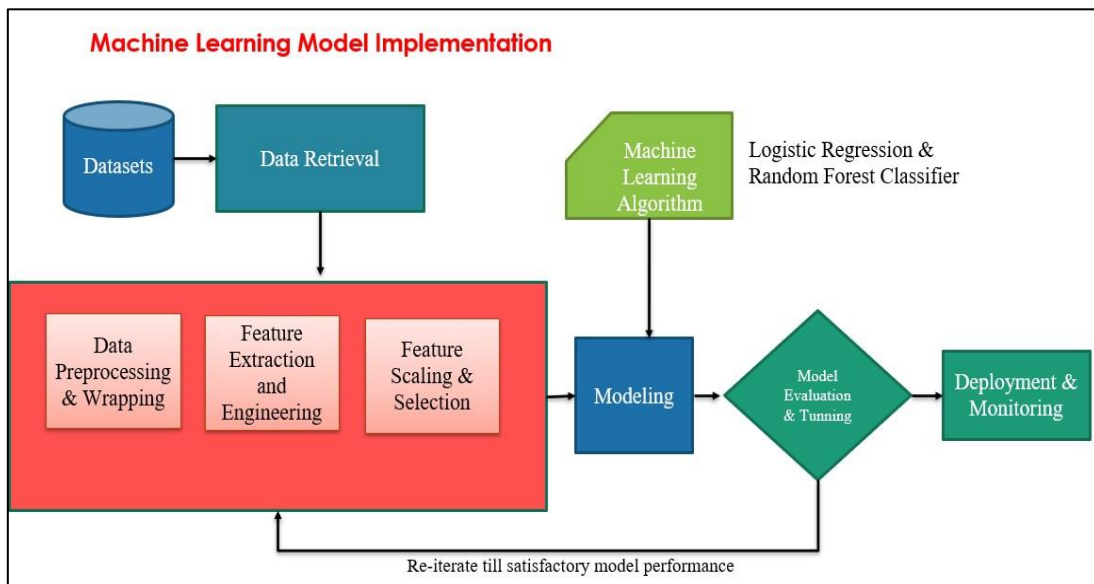 Machine Learning Model Implementation
Datasets
Data Retrieval
Machine
Learning
Algorithm
Logistic Regression &
Random Forest Classifier
Data
Preprocessing
& Wrapping
Feature
Extraction
and
Engineering
Feature
Scaling &
Selection
Modeling
Model
Evaluation
& Tunning
Deployment &
Monitoring
Re-iterate till satisfactory model performance